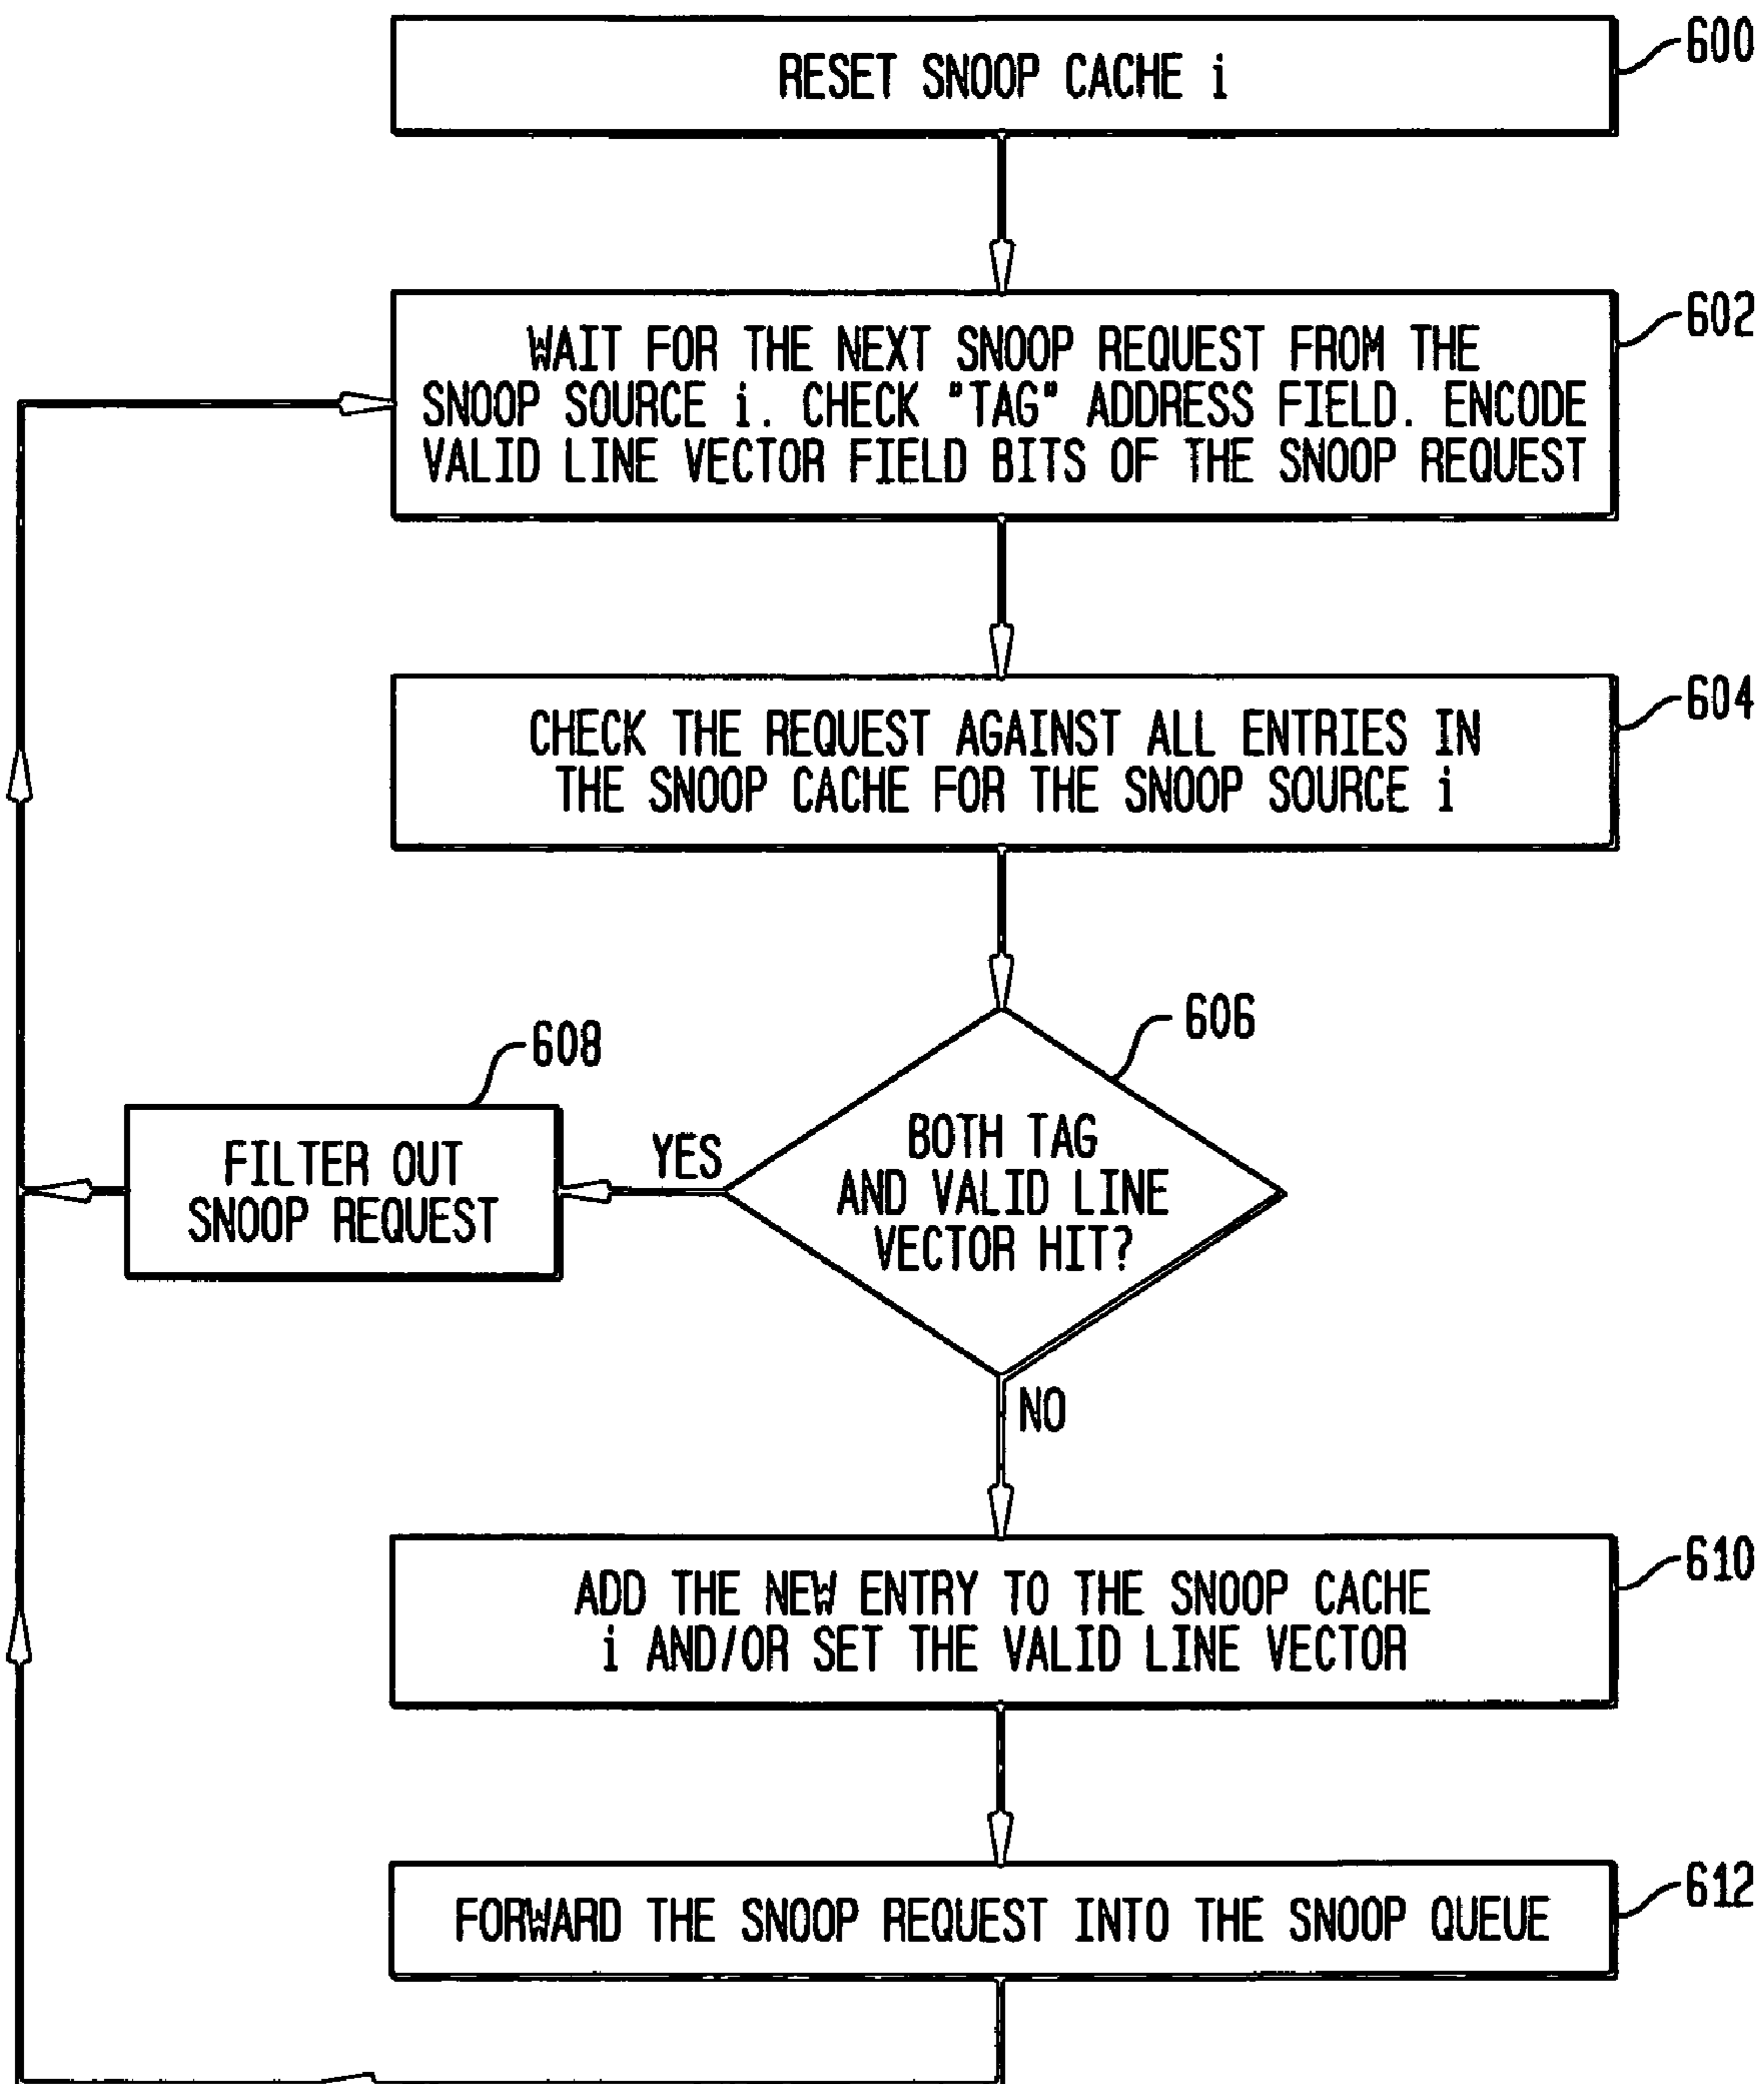 RESET SNOOP CACHE i
600
WAIT FOR THE NEXT SNOOP REQUEST FROM THE
SNOOP SOURCE i. CHECK "TAG" ADDRESS FIELD. ENCODE
VALID LINE VECTOR FIELD BITS OF THE SNOOP REQUEST
602
CHECK THE REQUEST AGAINST ALL ENTRIES IN
THE SNOOP CACHE FOR THE SNOOP SOURCE i
604
BOTH TAG
AND VALID LINE
VECTOR HIT?
606
YES
FILTER OUT
SNOOP REQUEST
608
NO
ADD THE NEW ENTRY TO THE SNOOP CACHE
i AND/OR SET THE VALID LINE VECTOR
610
FORWARD THE SNOOP REQUEST INTO THE SNOOP QUEUE
612